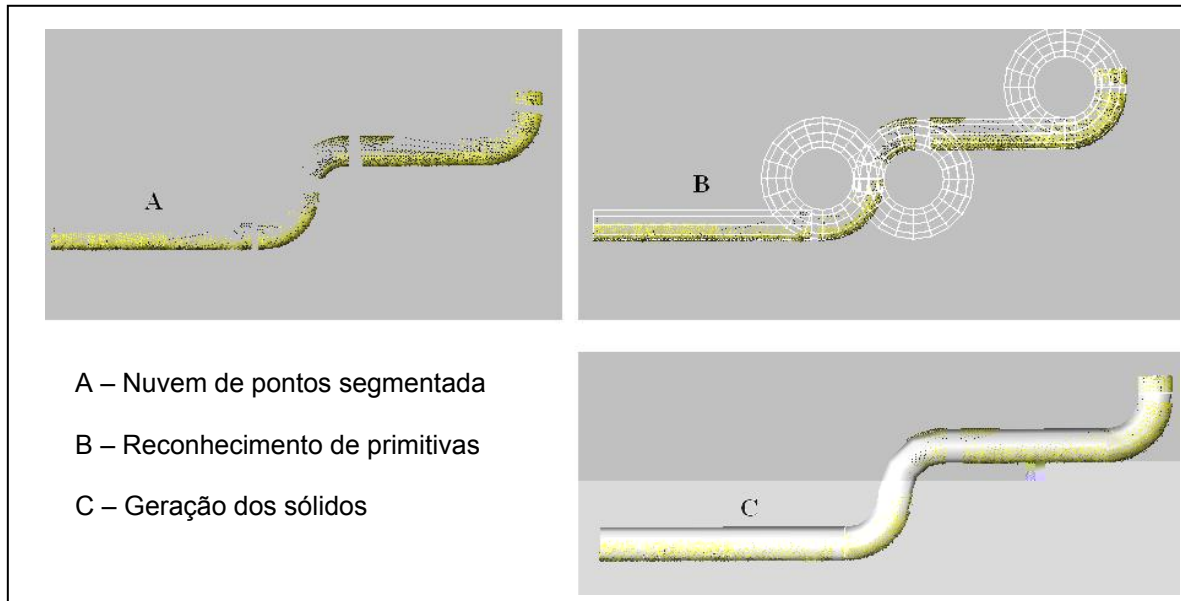 A
B
A – Nuvem de pontos segmentada
B – Reconhecimento de primitivas
C – Geração dos sólidos
C